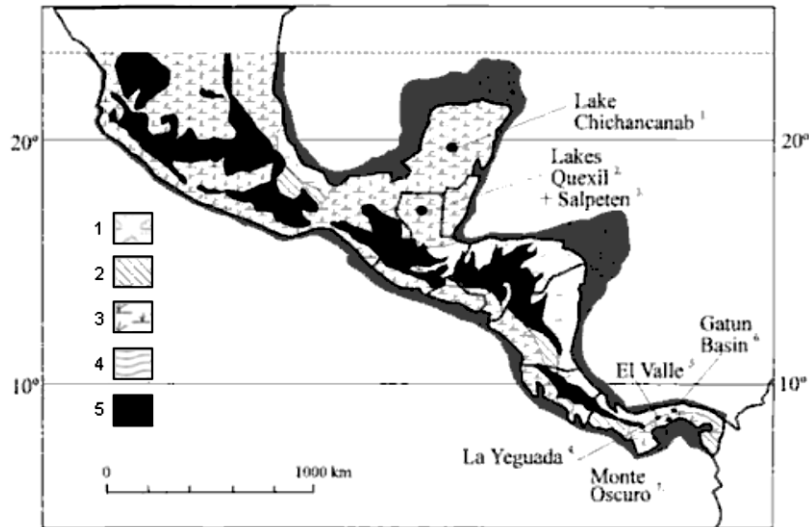 Lake
Chichancanab 1.
20°
20°
Lakes
Quexil 2.
+ Salpeten 3.
1
2
3
4
5
Gatun
Basin 6.
El Valle 5.
10°
10°
La Yeguada 4.
Monte
Oscuro 7.
0 1000 km